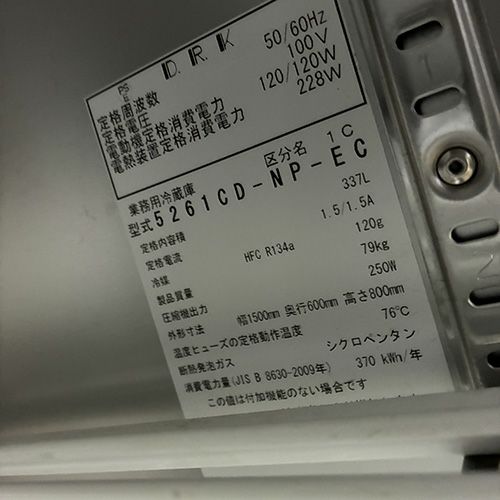 PS
E
D.R.K
定格周波数 50/60Hz
定格電圧 100V
電動機定格消費電力 120/120W
電熱装置定格消費電力 228W
区分名 1C
業務用冷蔵庫
型式 5261CD-NP-EC
定格内容積 337L
定格電流 1.5/1.5A
冷媒 HFC R134a 120g
製品質量 79kg
圧縮機出力 250W
外形寸法 幅1500mm 奥行600mm 高さ800mm
温度ヒューズの定格動作温度 76℃
断熱発泡ガス シクロペンタン
消費電力量(JIS B 8630-2009年) 370 kWh/年
この値は付加機能のない場合です